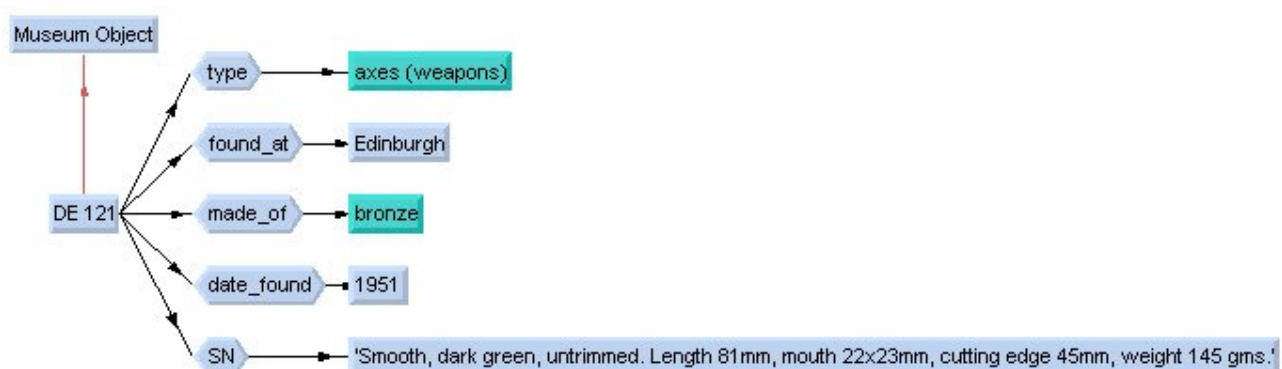 Museum Object
type
axes (weapons)
found_at
Edinburgh
DE 121
made_of
bronze
date_found
1951
SN
'Smooth, dark green, untrimmed. Length 81mm, mouth 22x23mm, cutting edge 45mm, weight 145 gms.'